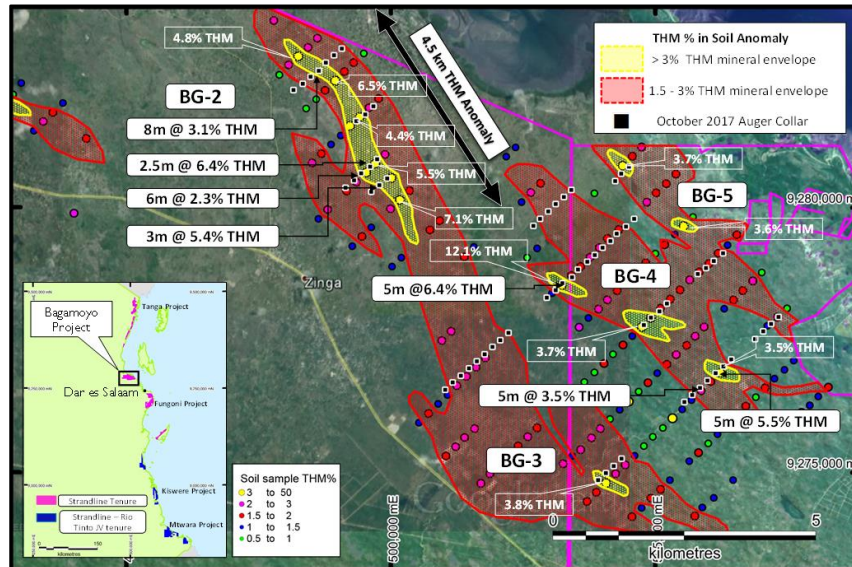 4.8% THM
BG-2
6.5% THM
4.5 km THM Anomaly
THM % in Soil Anomaly
> 3% THM mineral envelope
1.5 - 3% THM mineral envelope
October 2017 Auger Collar
8m @ 3.1% THM
4.4% THM
2.5m @ 6.4% THM
5.5% THM
6m @ 2.3% THM
7.1% THM
3m @ 5.4% THM
3.7% THM
BG-5
9,280,000 m
3.6% THM
12.1% THM
Zinga
5m @6.4% THM
BG-4
3.7% THM
3.5% THM
5m @ 3.5% THM
5m @ 5.5% THM
BG-3
9,275,000 m
3.8% THM
500,000 mE
0 5
kilometres
Tanga Project
Bagamoyo
Project
Dar es Salaam
Fungoni Project
Kiswere Project
Mtwara Project
Strandline Tenure
Strandline – Rio
Tinto JV tenure
kilometres
Soil sample THM%
3 to 50
2 to 3
1.5 to 2
1 to 1.5
0.5 to 1